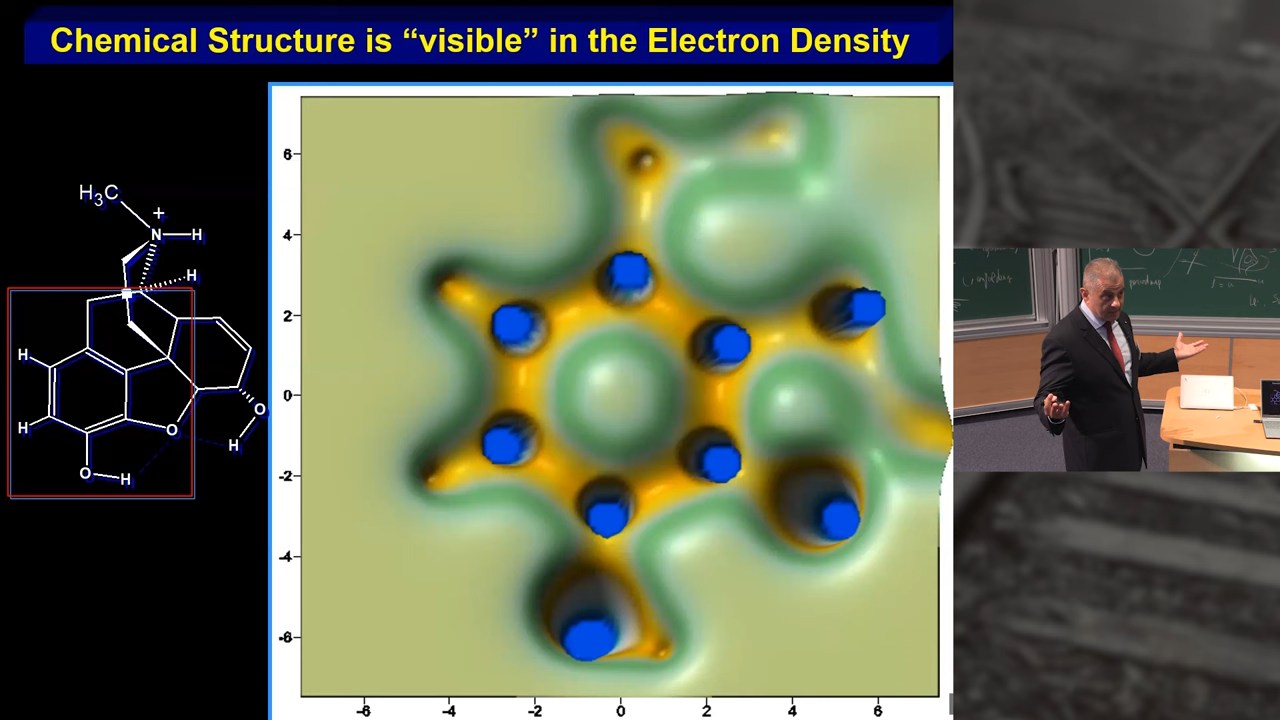 Chemical Structure is “visible” in the Electron Density
H₃C
+
N
H
H
H
H
O
O
H
O
H
6
4
2
0
-2
-4
-6
-6
-4
-2
0
2
4
6